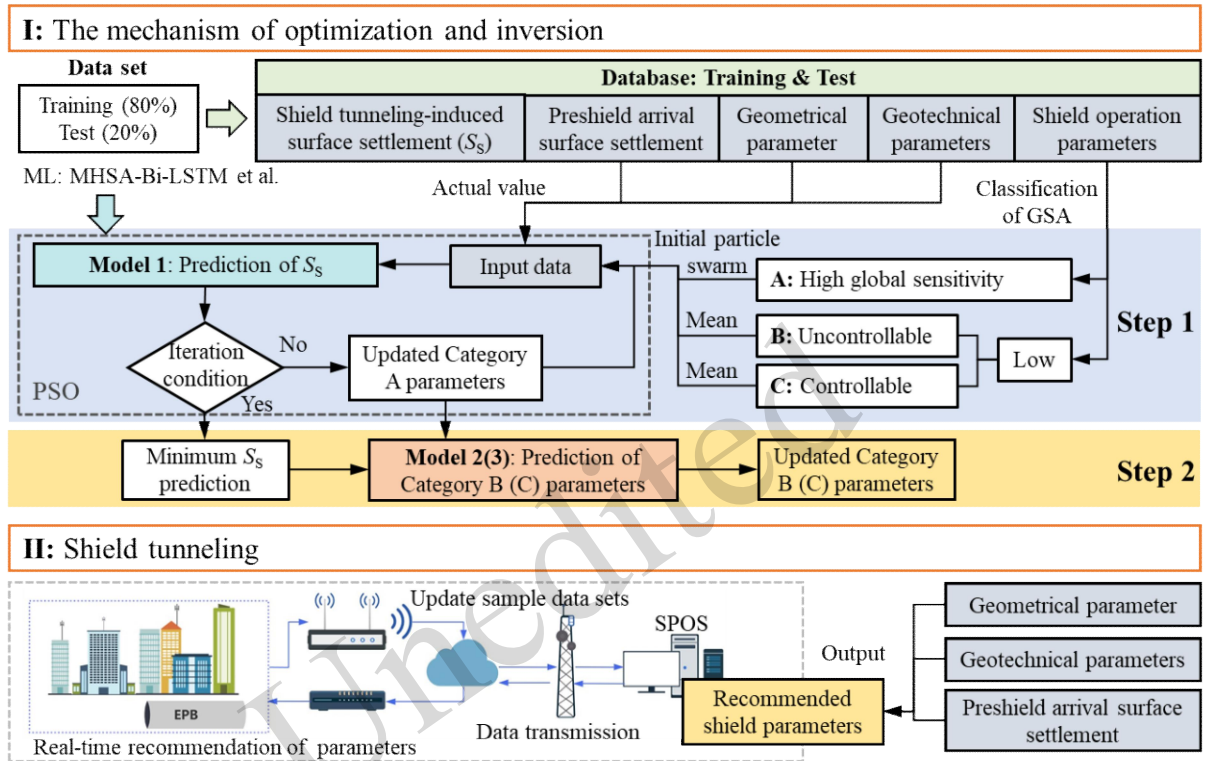 I: The mechanism of optimization and inversion
Data set
Training (80%)
Test (20%)
Database: Training & Test
Shield tunneling-induced
surface settlement (Ss)
Preshield arrival
surface settlement
Geometrical
parameter
Geotechnical
parameters
Shield operation
parameters
ML: MHSA-Bi-LSTM et al.
Actual value
Classification
of GSA
Model 1: Prediction of Ss
Input data
Initial particle
swarm
A: High global sensitivity
Step 1
Iteration
condition
No
Updated Category
A parameters
Mean
B: Uncontrollable
Low
Mean
C: Controllable
PSO
Yes
Minimum Ss
prediction
Model 2(3): Prediction of
Category B (C) parameters
Updated Category
B (C) parameters
Step 2
II: Shield tunneling
Update sample data sets
SPOS
Output
Geometrical parameter
Geotechnical parameters
Preshield arrival surface
settlement
Recommended
shield parameters
EPB
Data transmission
Real-time recommendation of parameters
Unedited